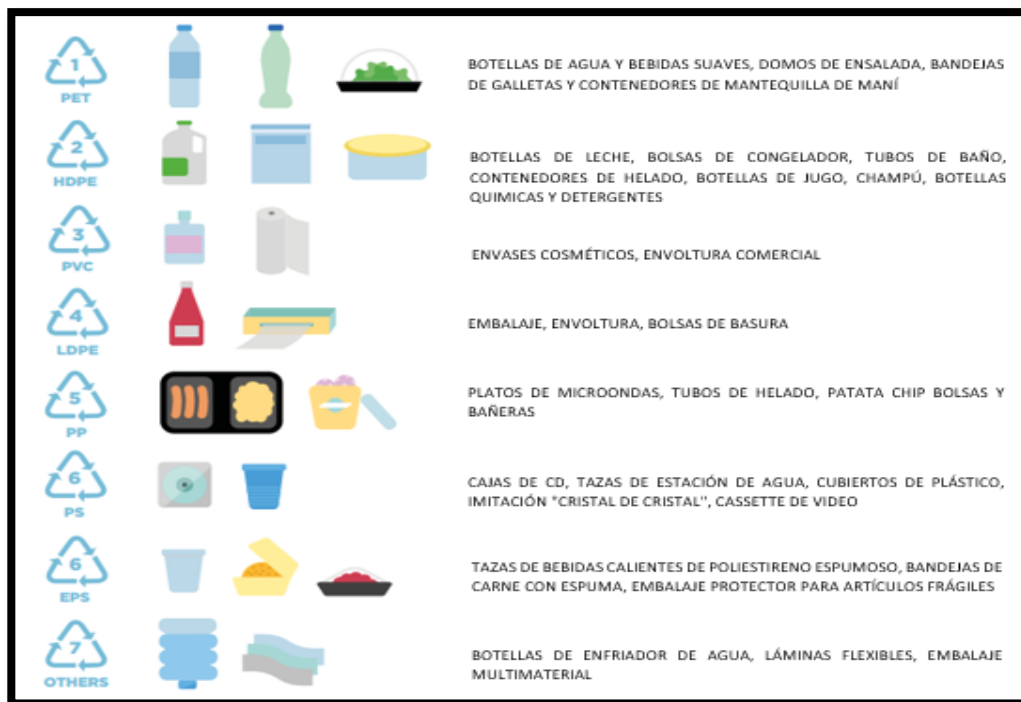 1
PET
BOTELLAS DE AGUA Y BEBIDAS SUAVES, DOMOS DE ENSALADA, BANDEJAS
DE GALLETAS Y CONTENEDORES DE MANTEQUILLA DE MANÍ
2
HDPE
BOTELLAS DE LECHE, BOLSAS DE CONGELADOR, TUBOS DE BAÑO,
CONTENEDORES DE HELADO, BOTELLAS DE JUGO, CHAMPÚ, BOTELLAS
QUIMICAS Y DETERGENTES
3
PVC
ENVASES COSMÉTICOS, ENVOLTURA COMERCIAL
4
LDPE
EMBALAJE, ENVOLTURA, BOLSAS DE BASURA
5
PP
PLATOS DE MICROONDAS, TUBOS DE HELADO, PATATA CHIP BOLSAS Y
BAÑERAS
6
PS
CAJAS DE CD, TAZAS DE ESTACIÓN DE AGUA, CUBIERTOS DE PLÁSTICO,
IMITACIÓN "CRISTAL DE CRISTAL", CASSETTE DE VIDEO
6
EPS
TAZAS DE BEBIDAS CALIENTES DE POLIESTIRENO ESPUMOSO, BANDEJAS DE
CARNE CON ESPUMA, EMBALAJE PROTECTOR PARA ARTÍCULOS FRÁGILES
7
OTHERS
BOTELLAS DE ENFRIADOR DE AGUA, LÁMINAS FLEXIBLES, EMBALAJE
MULTIMATERIAL